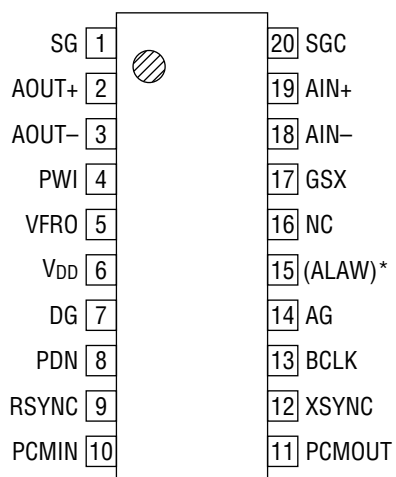 SG 1 20 SGC
AOUT+ 2 19 AIN+
AOUT– 3 18 AIN–
PWI 4 17 GSX
VFRO 5 16 NC
VDD 6 15 (ALAW)*
DG 7 14 AG
PDN 8 13 BCLK
RSYNC 9 12 XSYNC
PCMIN 10 11 PCMOUT